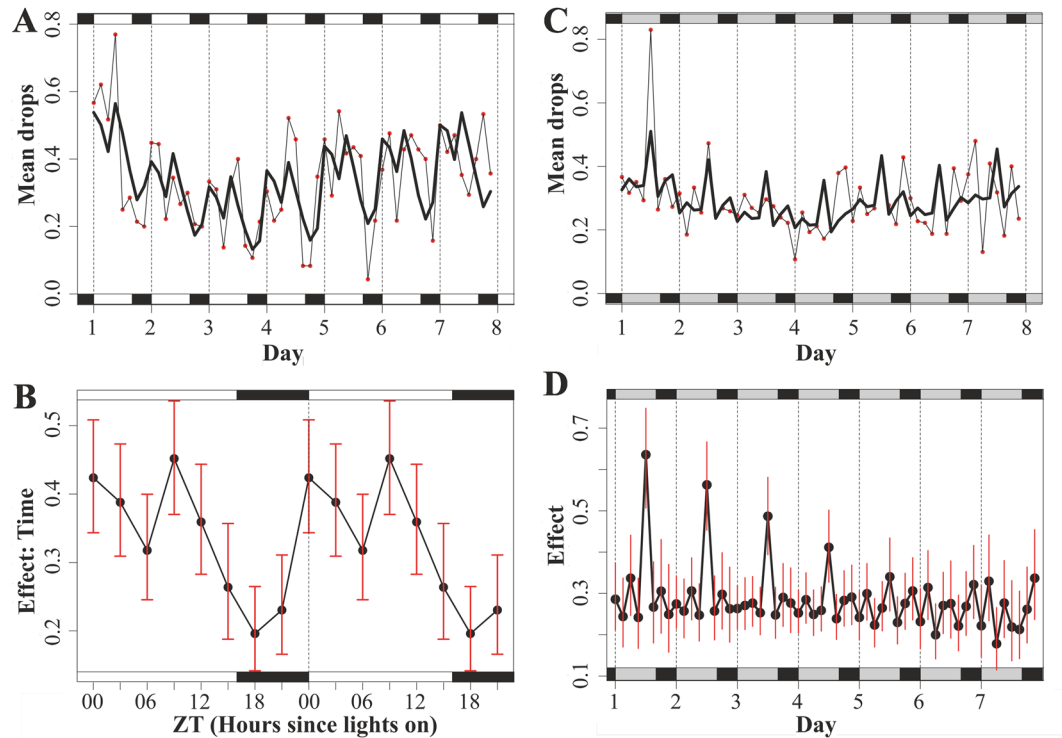 A
Mean drops
0.8
0.6
0.4
0.2
0.0
1 2 3 4 5 6 7 8
Day
C
Mean drops
0.8
0.6
0.4
0.2
0.0
1 2 3 4 5 6 7 8
Day
B
Effect: Time
0.5
0.4
0.3
0.2
00 06 12 18 00 06 12 18
ZT (Hours since lights on)
D
Effect
0.7
0.5
0.3
0.1
1 2 3 4 5 6 7
Day